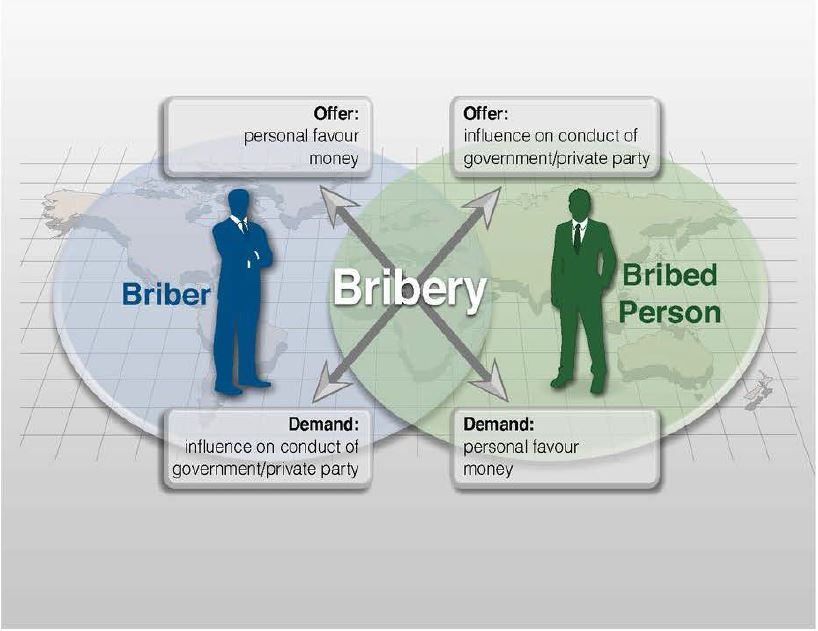 Offer:
personal favour
money
Offer:
influence on conduct of
government/private party
Briber
Bribery
Bribed
Person
Demand:
influence on conduct of
government/private party
Demand:
personal favour
money